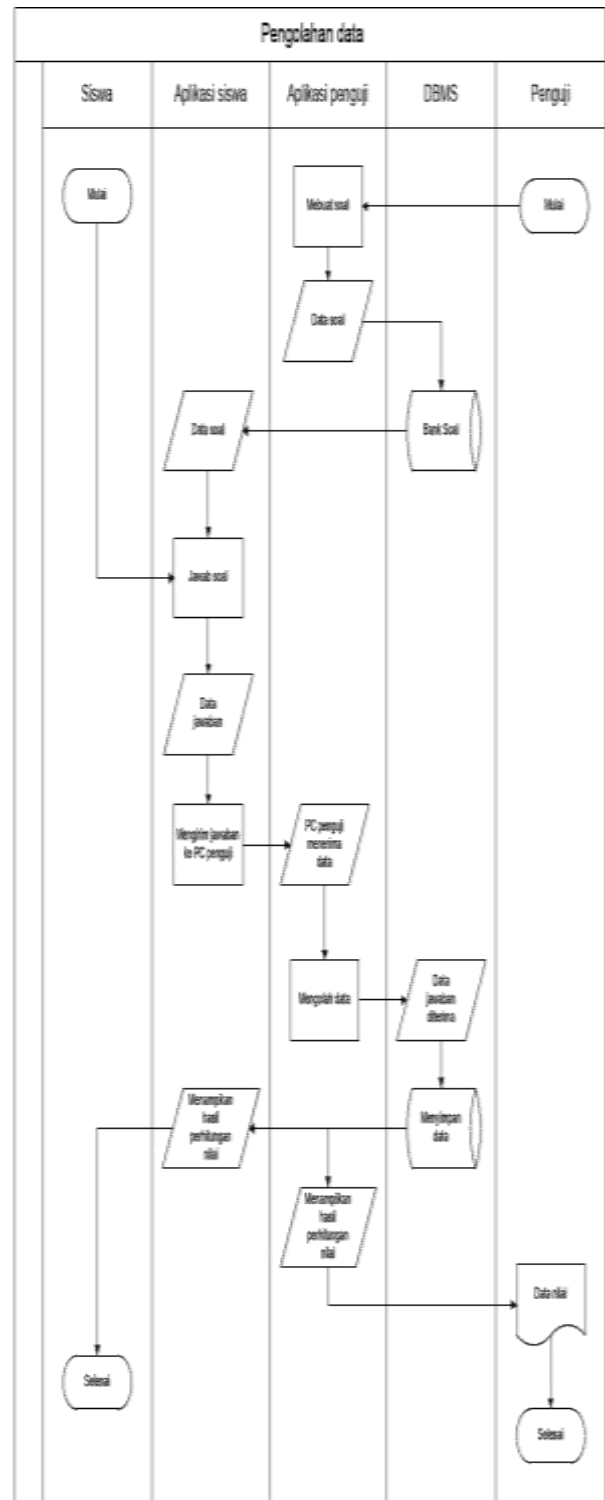 Pengolahan data
Siswa
Aplikasi siswa
Aplikasi penguji
DBMS
Penguji
Mulai
Mebuat soal
Mulai
Data soal
Data soal
Bank Soal
Jawab soal
Data
jawaban
Mengirim jawaban
ke PC penguji
PC penguji
menerima
data
Mengolah data
Data
jawaban
diterima
Menampilkan
hasil
perhitungan
nilai
Menyimpan
data
Menampilkan
hasil
perhitungan
nilai
Data nilai
Selesai
Selesai